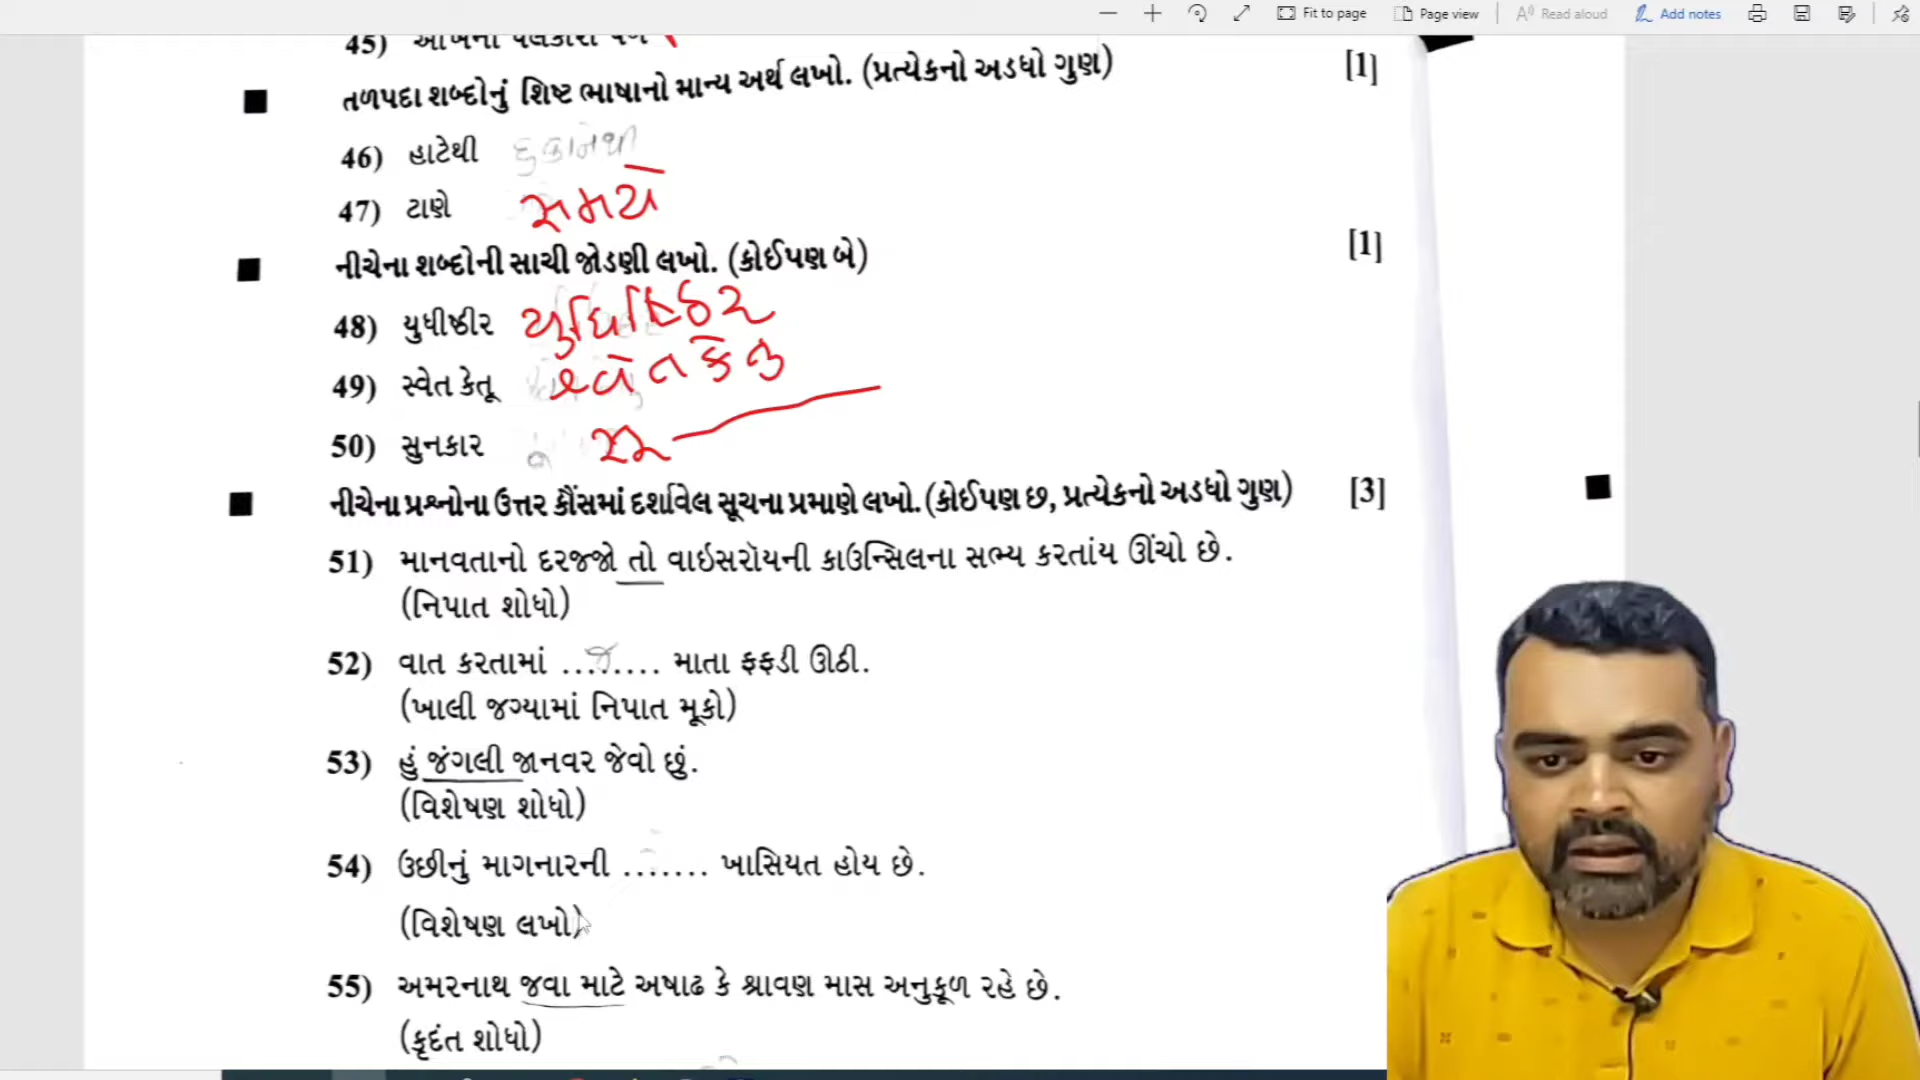 Fit to page Page view Read aloud Add notes
45)
તળપદા શબ્દોનું શિષ્ટ ભાષાનો માન્ય અર્થ લખો. (પ્રત્યેકનો અડધો ગુણ) [1]
46) હાટેથી દુકાનેથી
47) ટાણે સમયે
નીચેના શબ્દોની સાચી જોડણી લખો. (કોઈપણ બે) [1]
48) યુધીષ્ઠીર યુધિષ્ઠિર
49) સ્વેત કેતૂ શ્વેતકેતુ
50) સુનકાર
નીચેના પ્રશ્નોના ઉત્તર કૌંસમાં દર્શાવેલ સૂચના પ્રમાણે લખો. (કોઈપણ છ, પ્રત્યેકનો અડધો ગુણ) [3]
51) માનવતાનો દરજ્જો તો વાઇસરૉયની કાઉન્સિલના સભ્ય કરતાંય ઊંચો છે.
(નિપાત શોધો)
52) વાત કરતામાં ....જ.... માતા ફફડી ઊઠી.
(ખાલી જગ્યામાં નિપાત મૂકો)
53) હું જંગલી જાનવર જેવો છું.
(વિશેષણ શોધો)
54) ઉછીનું માગનારની ....... ખાસિયત હોય છે.
(વિશેષણ લખો)
55) અમરનાથ જવા માટે અષાઢ કે શ્રાવણ માસ અનુકૂળ રહે છે.
(કૃદંત શોધો)